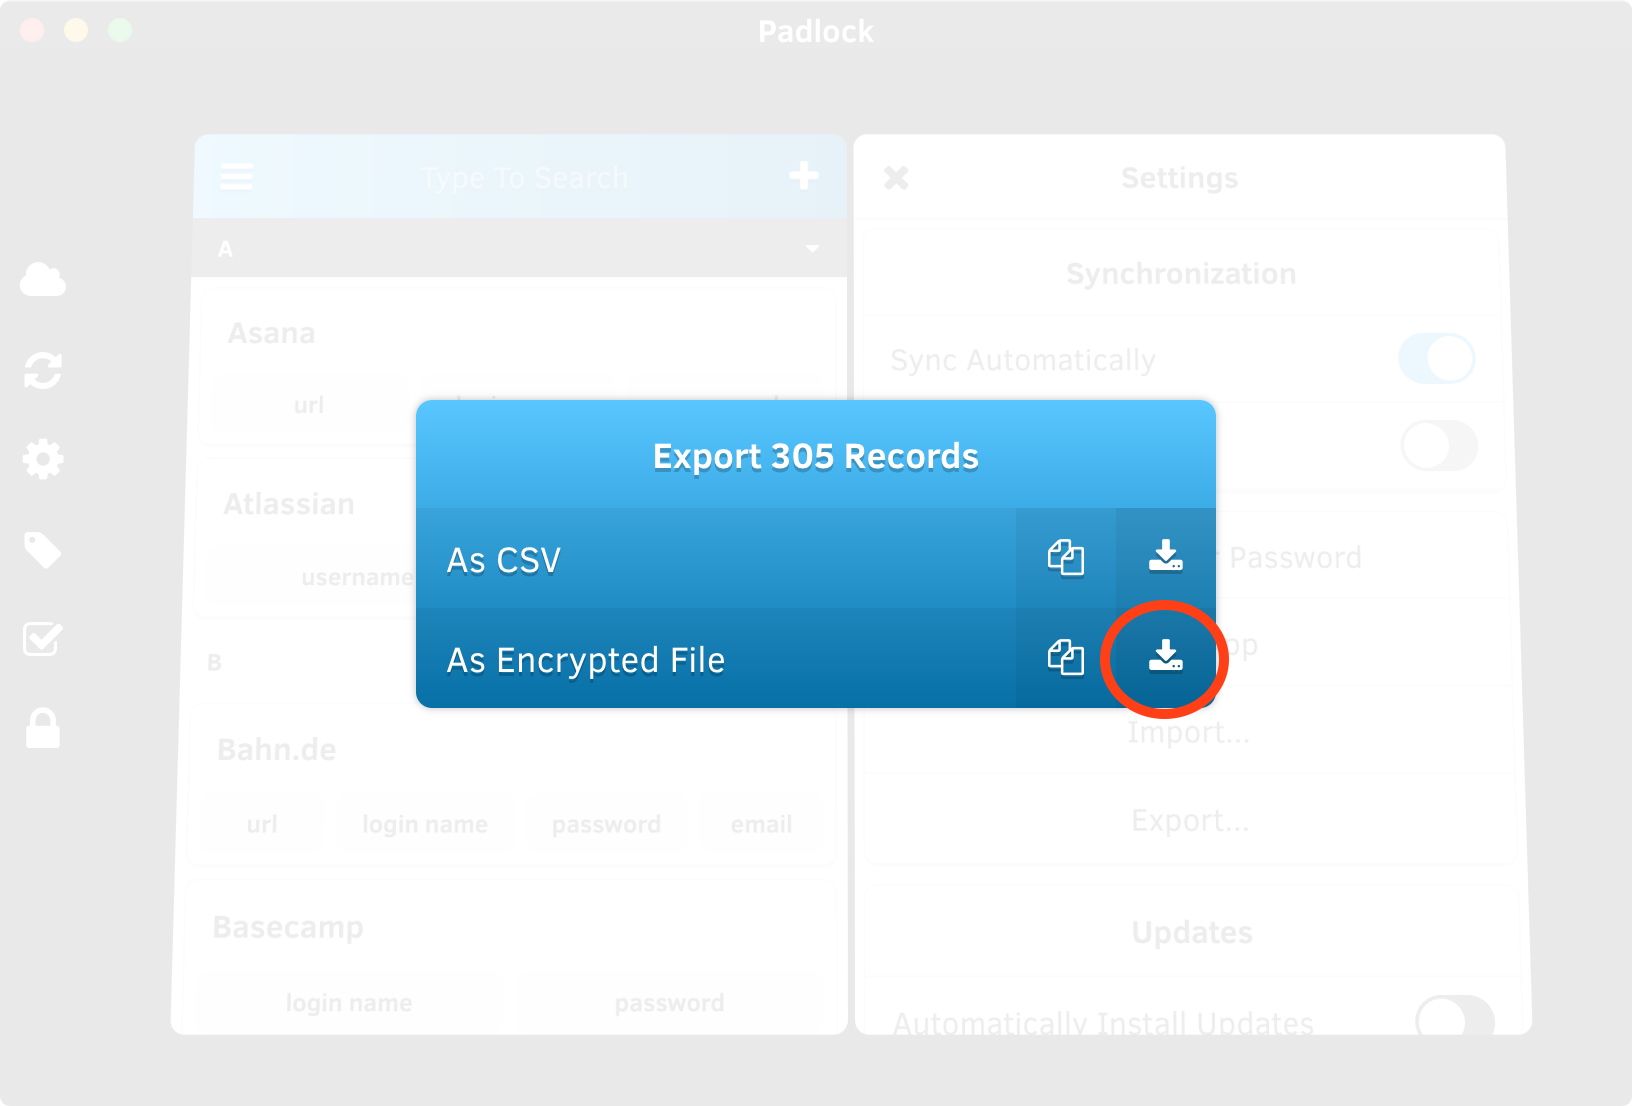 Padlock
Type To Search
A
Asana
url
Atlassian
username
B
Bahn.de
url login name password email
Basecamp
login name password
Settings
Synchronization
Sync Automatically
Password
Import...
Export...
Updates
Automatically Install Updates
Export 305 Records
As CSV
As Encrypted File